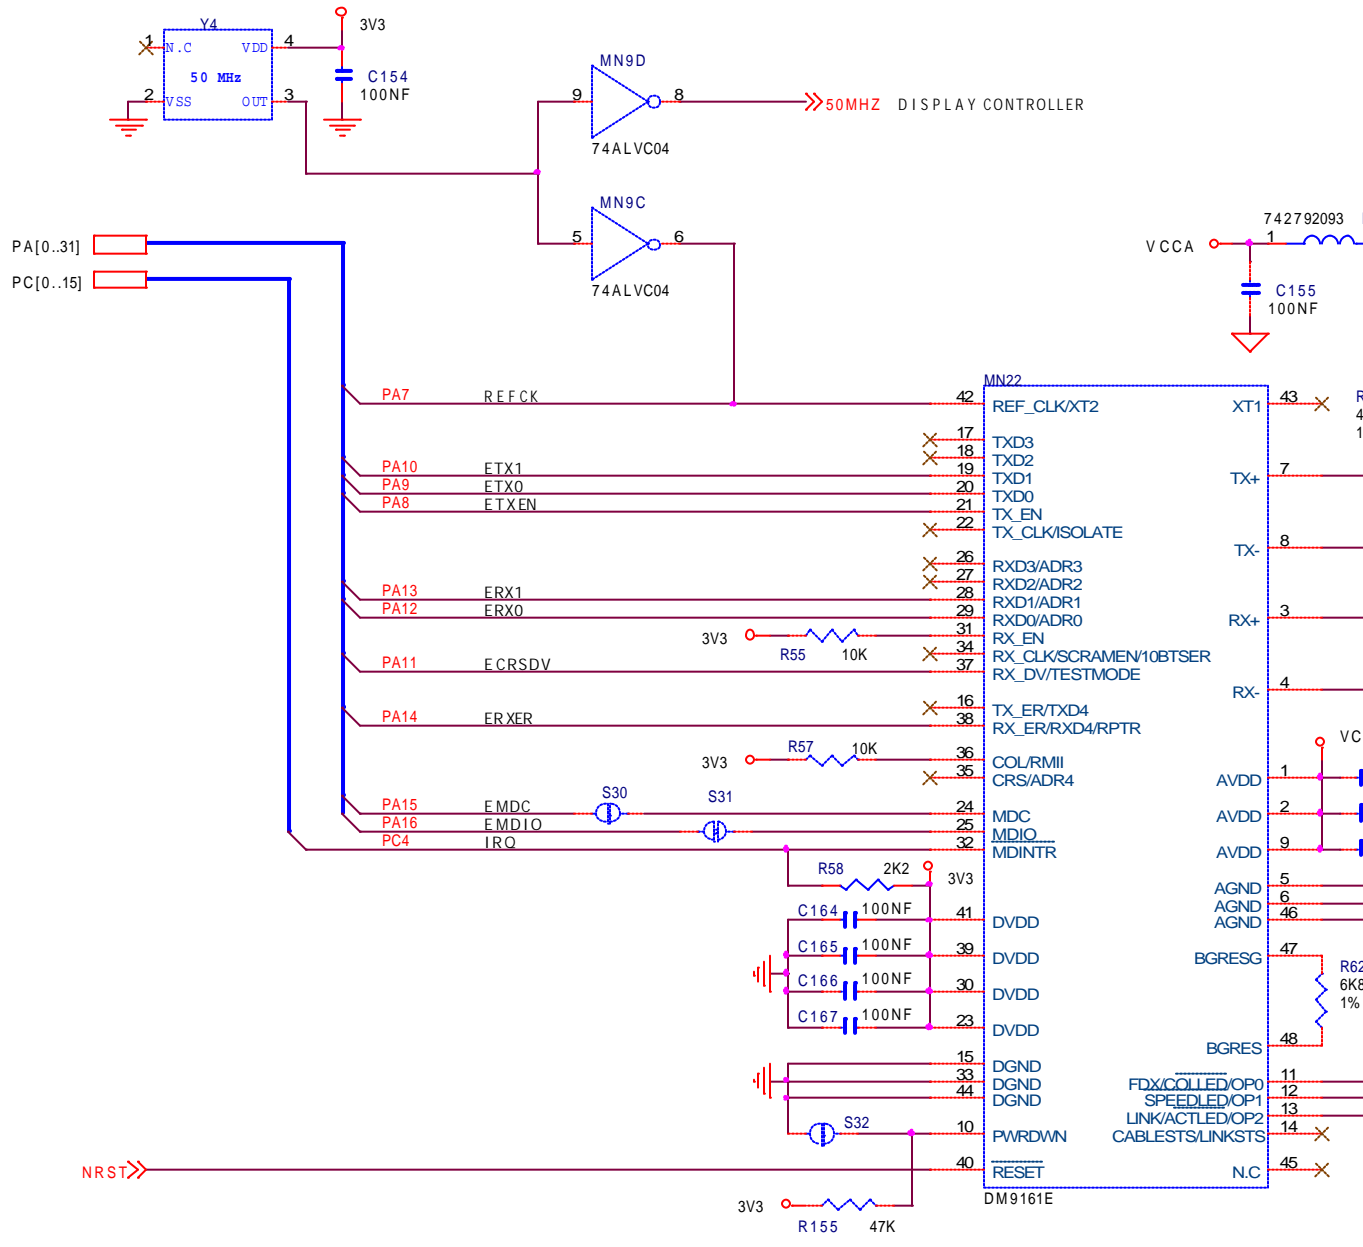 Y4
3V3
1 N.C VDD 4
50 MHz
2 VSS OUT 3
C154
100NF
MN9D
9 8
50MHZ DISPLAY CONTROLLER
74ALVC04
MN9C
5 6
74ALVC04
PA[0..31]
PC[0..15]
742792093
VCCA 1
C155
100NF
MN22
PA7 REFCK 42 REF_CLK/XT2 XT1 43
17 TXD3
18 TXD2
PA10 ETX1 19 TXD1 TX+ 7
PA9 ETX0 20 TXD0
PA8 ETXEN 21 TX_EN
22 TX_CLK/ISOLATE
TX- 8
26 RXD3/ADR3
27 RXD2/ADR2
PA13 ERX1 28 RXD1/ADR1
PA12 ERX0 29 RXD0/ADR0 RX+ 3
3V3 R55 10K 31 RX_EN
34 RX_CLK/SCRAMEN/10BTSER
PA11 ECRSDV 37 RX_DV/TESTMODE
RX- 4
16 TX_ER/TXD4
PA14 ERXER 38 RX_ER/RXD4/RPTR
VC
3V3 R57 10K 36 COL/RMII
35 CRS/ADR4 AVDD 1
S30 S31
PA15 EMDC 24 MDC AVDD 2
PA16 EMDIO 25 MDIO
PC4 IRQ 32 MDINTR AVDD 9
R58 2K2 3V3
AGND 5
AGND 6
AGND 46
C164 100NF 41 DVDD
C165 100NF 39 DVDD BGRESG 47
R62
6K8
1%
C166 100NF 30 DVDD
C167 100NF 23 DVDD
BGRES 48
15 DGND
33 DGND FDX/COLLED/OP0 11
44 DGND SPEEDLED/OP1 12
LINK/ACTLED/OP2 13
S32 10 PWRDWN CABLESTS/LINKSTS 14
NRST 40 RESET N.C 45
DM9161E
3V3 R155 47K